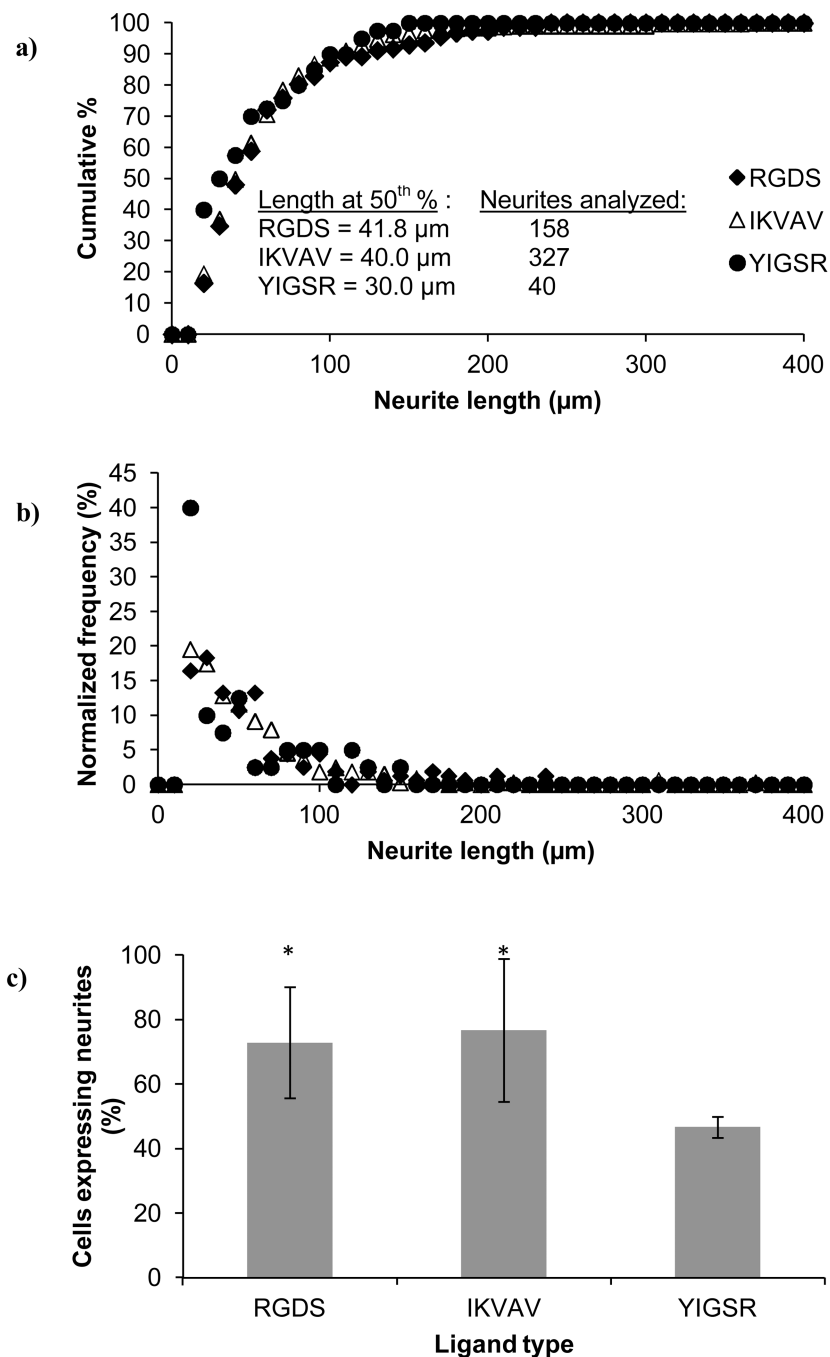 a)
Cumulative %
100
90
80
70
60
50
40
30
20
10
0
Length at 50th % : Neurites analyzed:
RGDS = 41.8 µm 158
IKVAV = 40.0 µm 327
YIGSR = 30.0 µm 40
RGDS
IKVAV
YIGSR
0 100 200 300 400
Neurite length (µm)
b)
Normalized frequency (%)
45
40
35
30
25
20
15
10
5
0
0 100 200 300 400
Neurite length (µm)
c)
Cells expressing neurites
(%)
100
80
60
40
20
0
* *
RGDS IKVAV YIGSR
Ligand type